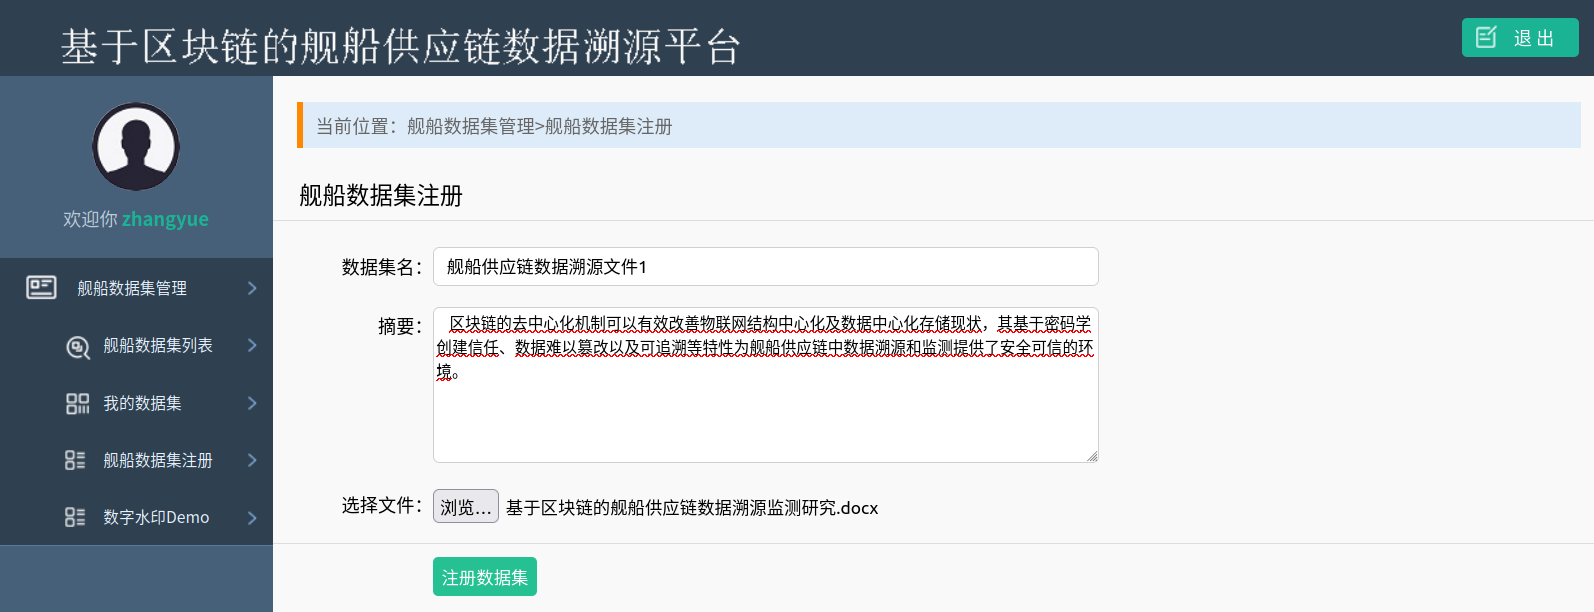 基于区块链的舰船供应链数据溯源平台
退 出
欢迎你 zhangyue
舰船数据集管理
舰船数据集列表
我的数据集
舰船数据集注册
数字水印Demo
当前位置：舰船数据集管理>舰船数据集注册
舰船数据集注册
数据集名：
舰船供应链数据溯源文件1
摘要：
区块链的去中心化机制可以有效改善物联网结构中心化及数据中心化存储现状，其基于密码学
创建信任、数据难以篡改以及可追溯等特性为舰船供应链中数据溯源和监测提供了安全可信的环
境。
选择文件：
浏览... 基于区块链的舰船供应链数据溯源监测研究.docx
注册数据集